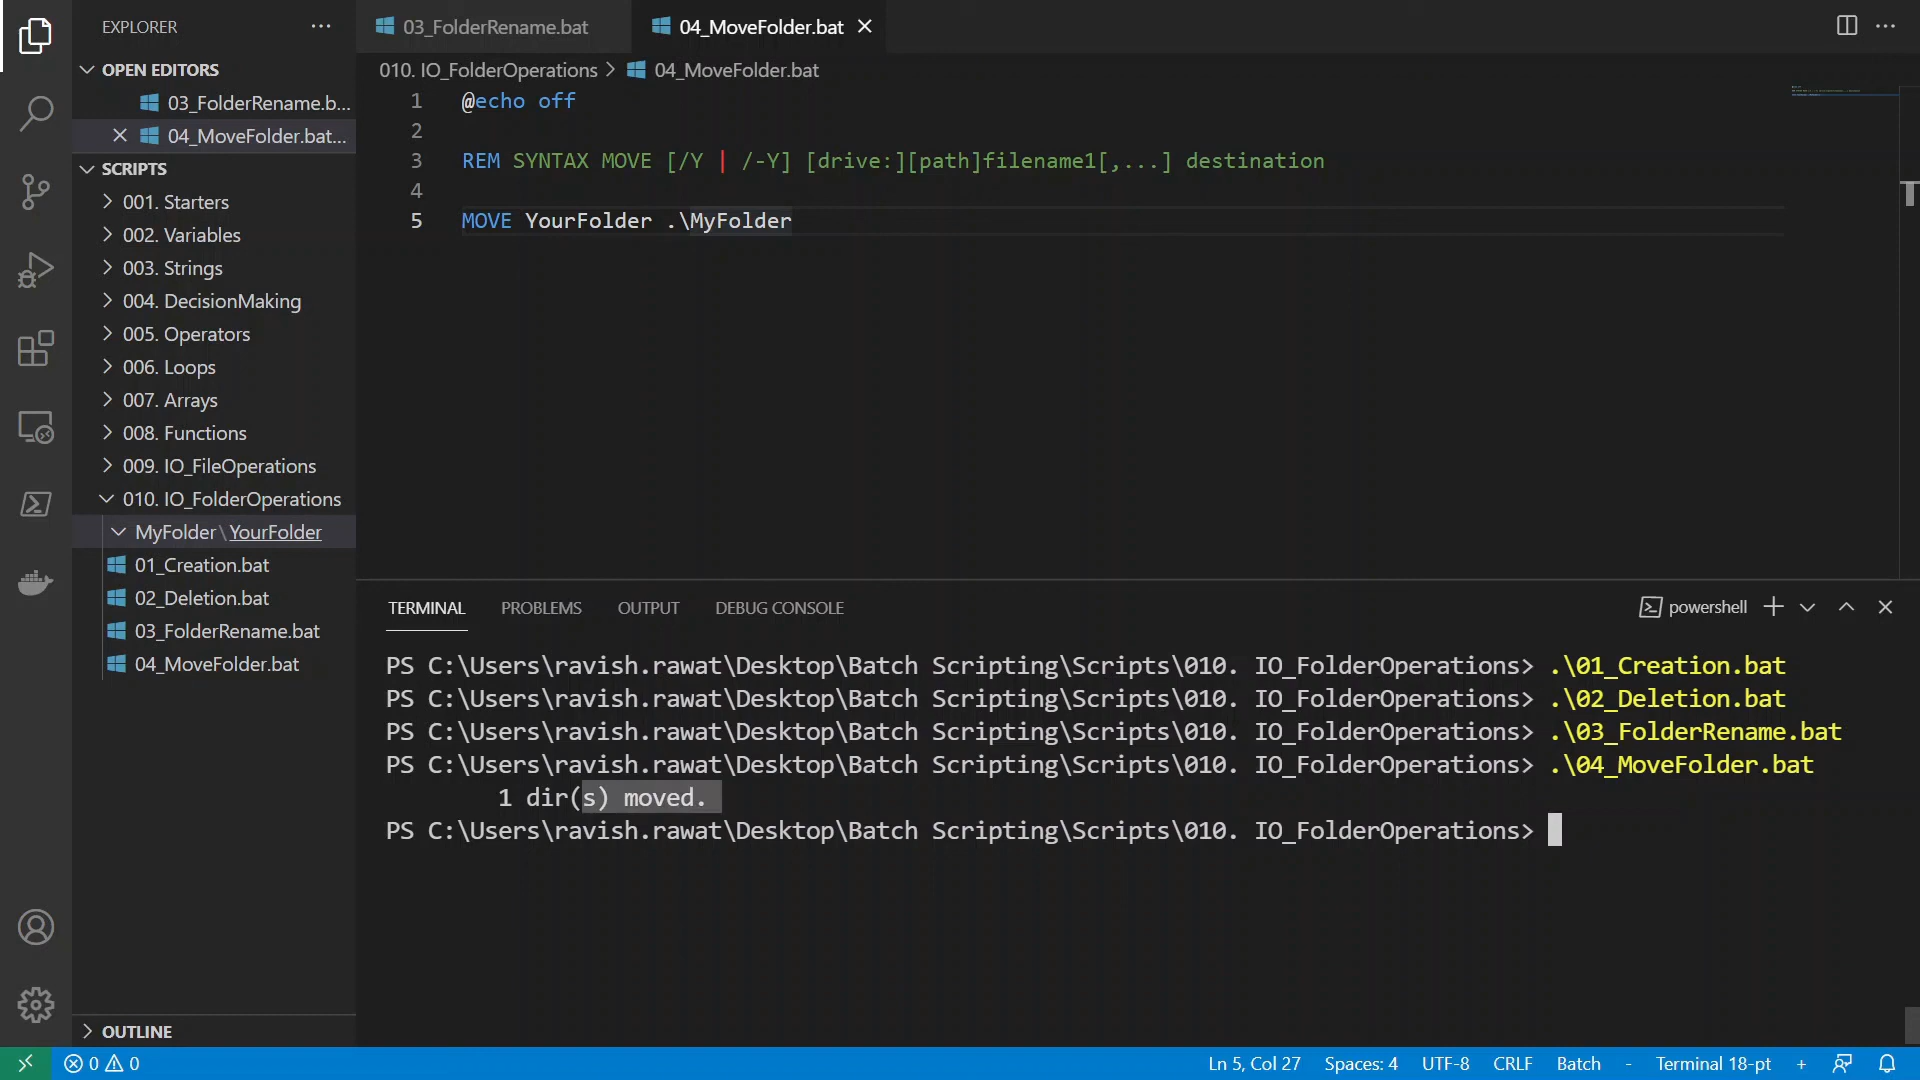 EXPLORER
OPEN EDITORS
03_FolderRename.b...
04_MoveFolder.bat...
SCRIPTS
001. Starters
002. Variables
003. Strings
004. DecisionMaking
005. Operators
006. Loops
007. Arrays
008. Functions
009. IO_FileOperations
010. IO_FolderOperations
MyFolder\YourFolder
01_Creation.bat
02_Deletion.bat
03_FolderRename.bat
04_MoveFolder.bat
OUTLINE
03_FolderRename.bat 04_MoveFolder.bat
010. IO_FolderOperations > 04_MoveFolder.bat
1 @echo off
2
3 REM SYNTAX MOVE [/Y | /-Y] [drive:][path]filename1[,...] destination
4
5 MOVE YourFolder .\MyFolder
TERMINAL PROBLEMS OUTPUT DEBUG CONSOLE powershell
PS C:\Users\ravish.rawat\Desktop\Batch Scripting\Scripts\010. IO_FolderOperations> .\01_Creation.bat
PS C:\Users\ravish.rawat\Desktop\Batch Scripting\Scripts\010. IO_FolderOperations> .\02_Deletion.bat
PS C:\Users\ravish.rawat\Desktop\Batch Scripting\Scripts\010. IO_FolderOperations> .\03_FolderRename.bat
PS C:\Users\ravish.rawat\Desktop\Batch Scripting\Scripts\010. IO_FolderOperations> .\04_MoveFolder.bat
1 dir(s) moved.
PS C:\Users\ravish.rawat\Desktop\Batch Scripting\Scripts\010. IO_FolderOperations>
0 0 Ln 5, Col 27 Spaces: 4 UTF-8 CRLF Batch - Terminal 18-pt +